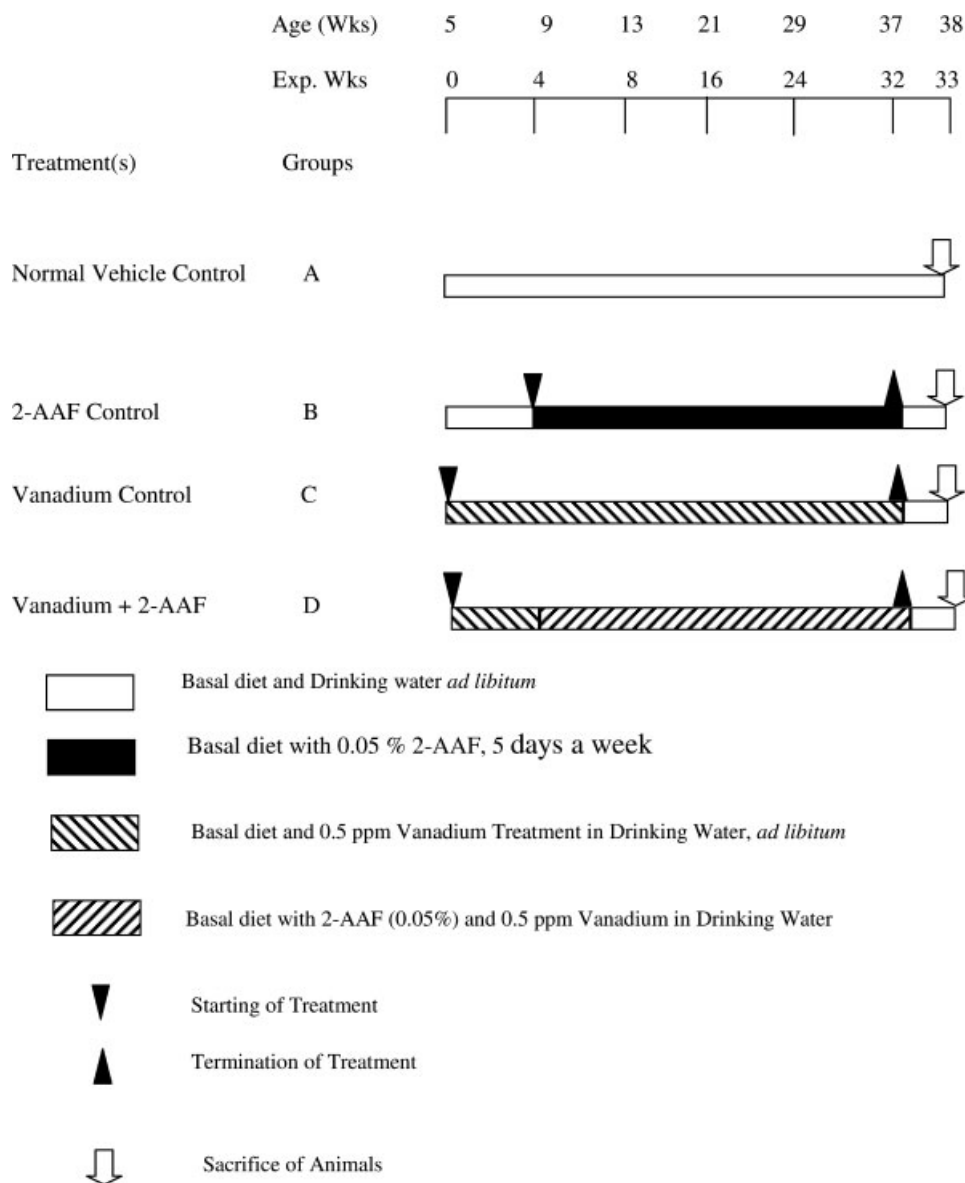 Age (Wks) 5 9 13 21 29 37 38
Exp. Wks 0 4 8 16 24 32 33
Treatment(s) Groups
Normal Vehicle Control A
2-AAF Control B
Vanadium Control C
Vanadium + 2-AAF D
Basal diet and Drinking water ad libitum
Basal diet with 0.05 % 2-AAF, 5 days a week
Basal diet and 0.5 ppm Vanadium Treatment in Drinking Water, ad libitum
Basal diet with 2-AAF (0.05%) and 0.5 ppm Vanadium in Drinking Water
Starting of Treatment
Termination of Treatment
Sacrifice of Animals